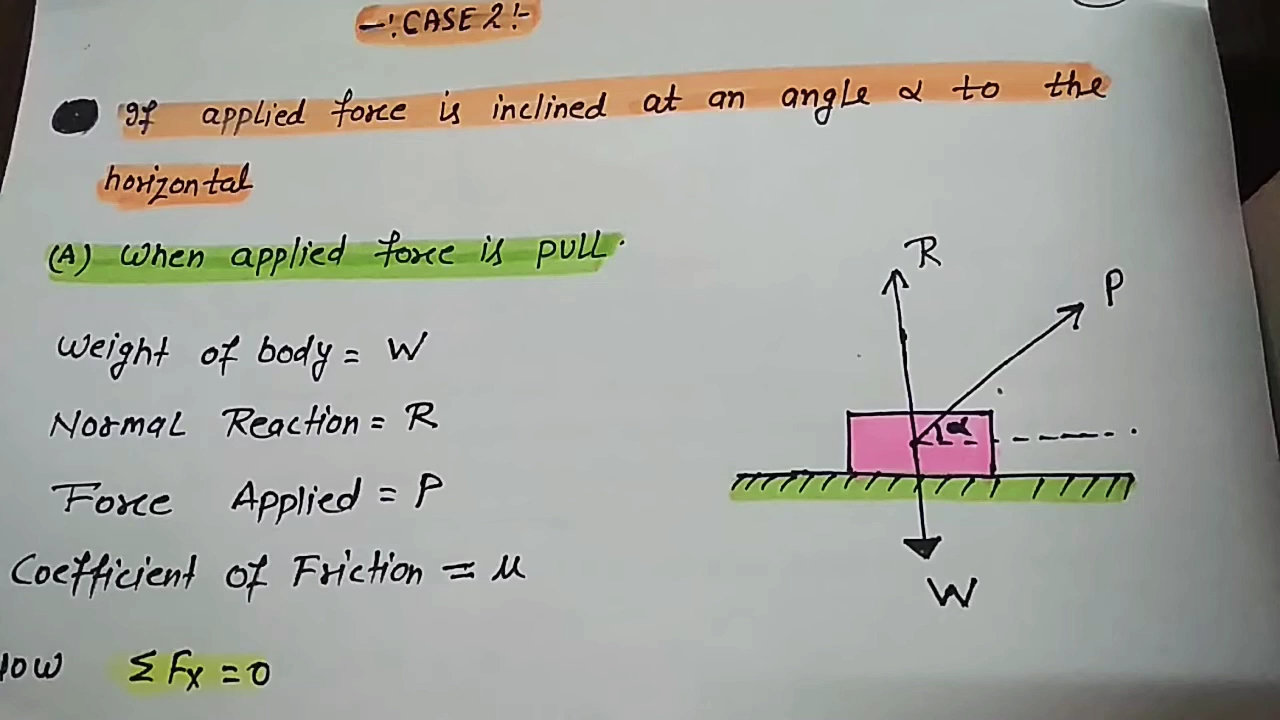 -:CASE 2:-
If applied force is inclined at an angle α to the
horizontal
(A) When applied force is PULL.
Weight of body = W
Normal Reaction = R
Force Applied = P
Coefficient of Friction = μ
Now ΣFx = 0
R
P
α
W